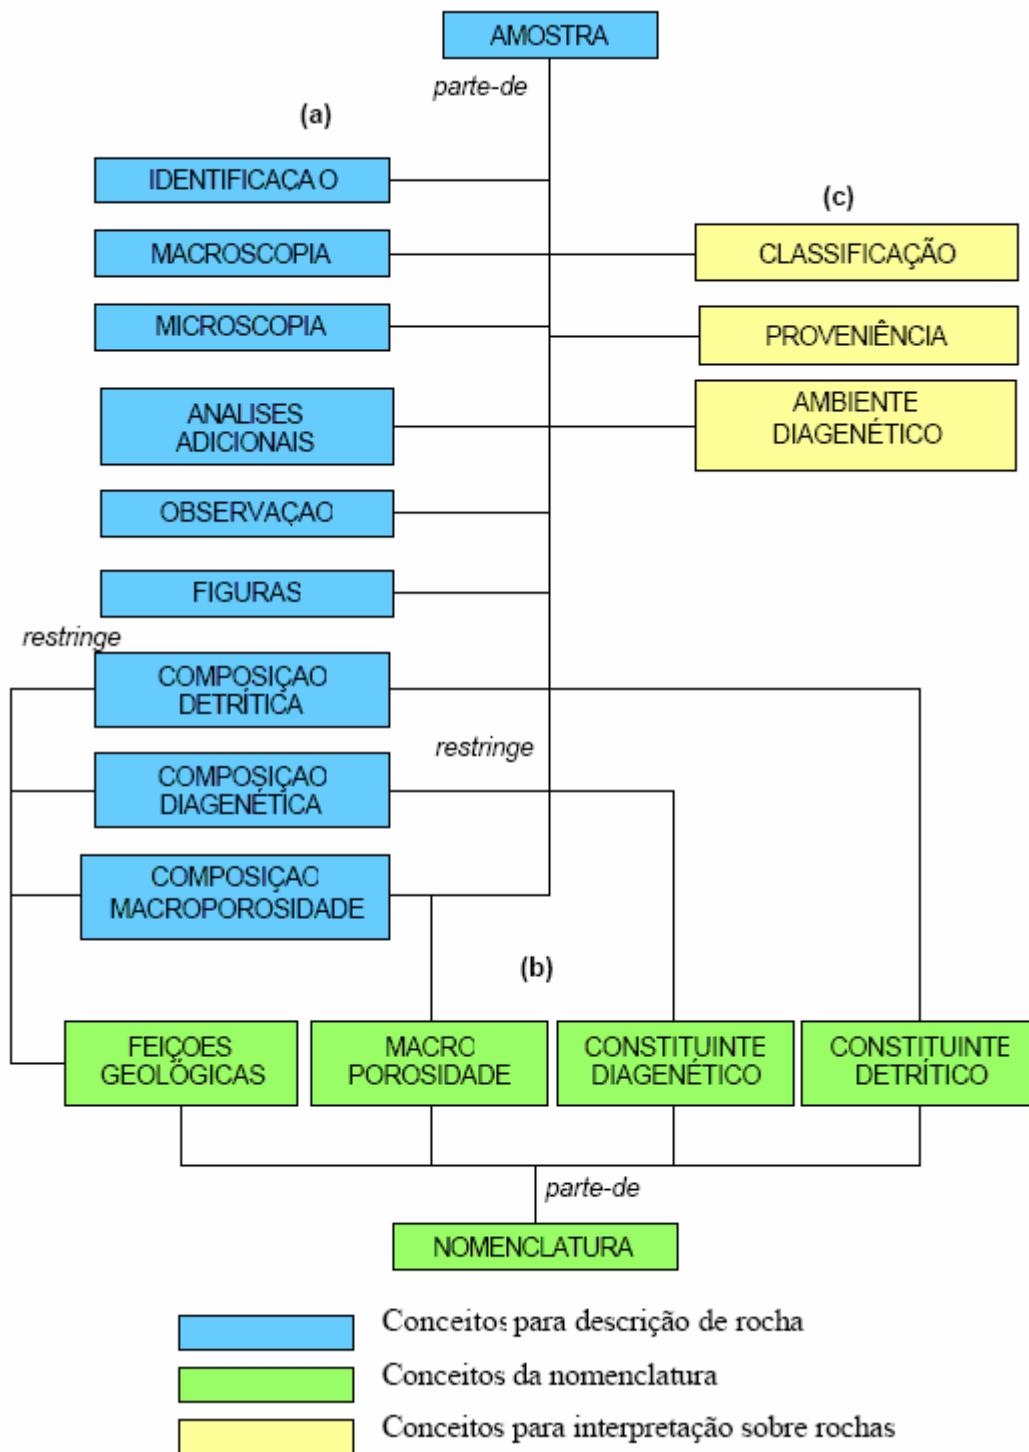 AMOSTRA
parte-de
(a)
IDENTIFICAÇA O
(c)
MACROSCOPIA
CLASSIFICAÇÃO
MICROSCOPIA
PROVENIÊNCIA
ANALISES
ADICIONAIS
AMBIENTE
DIAGENÉTICO
OBSERVAÇAO
FIGURAS
restringe
COMPOSIÇAO
DETRÍTICA
restringe
COMPOSIÇAO
DIAGENÉTICA
COMPOSIÇAO
MACROPOROSIDADE
(b)
FEIÇOES
GEOLÓGICAS
MACRO
POROSIDADE
CONSTITUINTE
DIAGENÉTICO
CONSTITUINTE
DETRÍTICO
parte-de
NOMENCLATURA
Conceitos para descrição de rocha
Conceitos da nomenclatura
Conceitos para interpretação sobre rochas